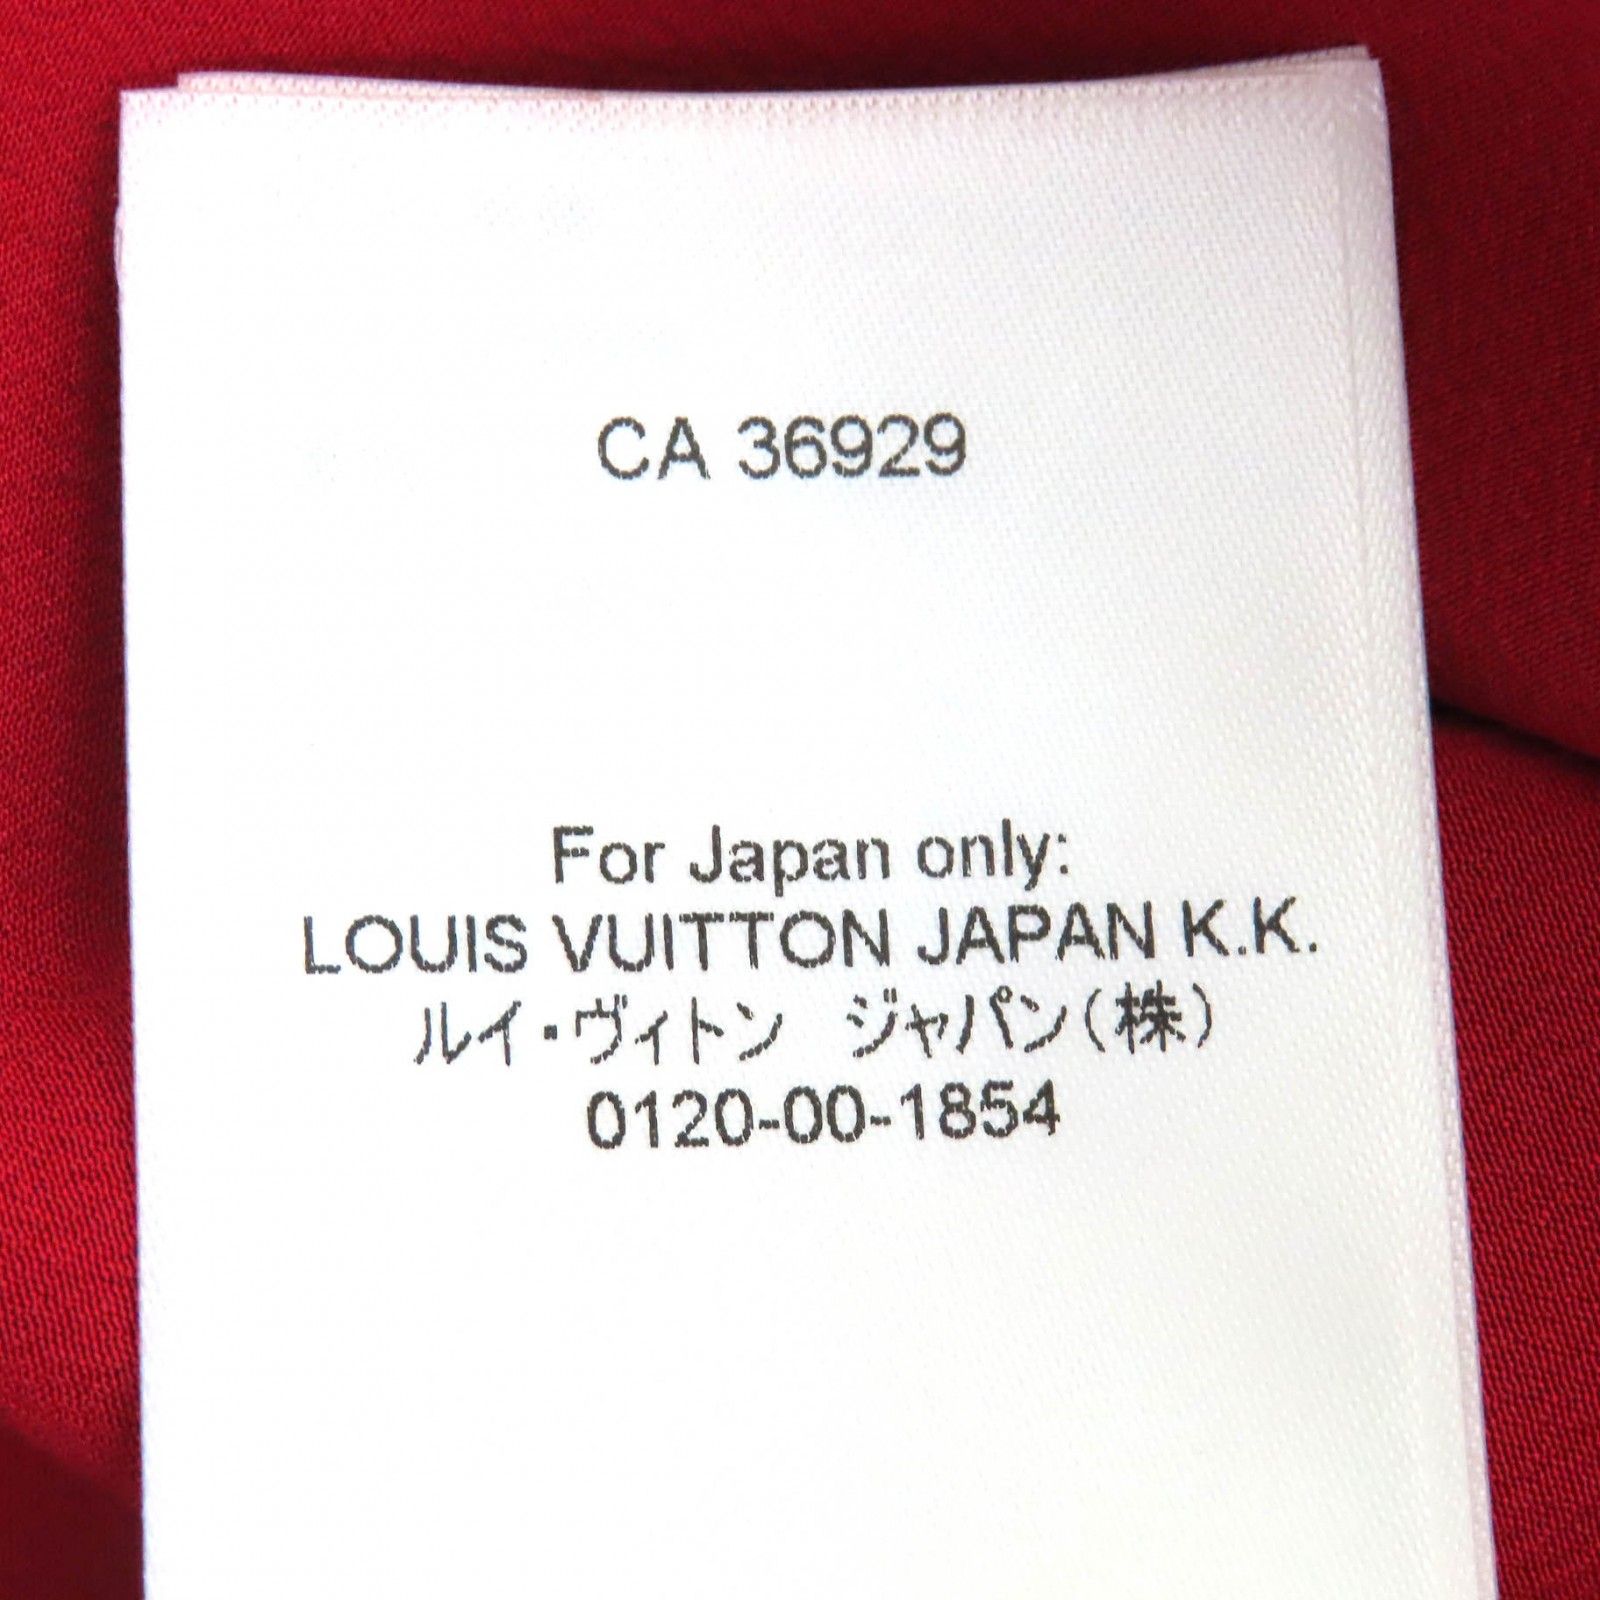 CA 36929
For Japan only:
LOUIS VUITTON JAPAN K.K.
ルイ・ヴィトン　ジャパン(株)
0120-00-1854